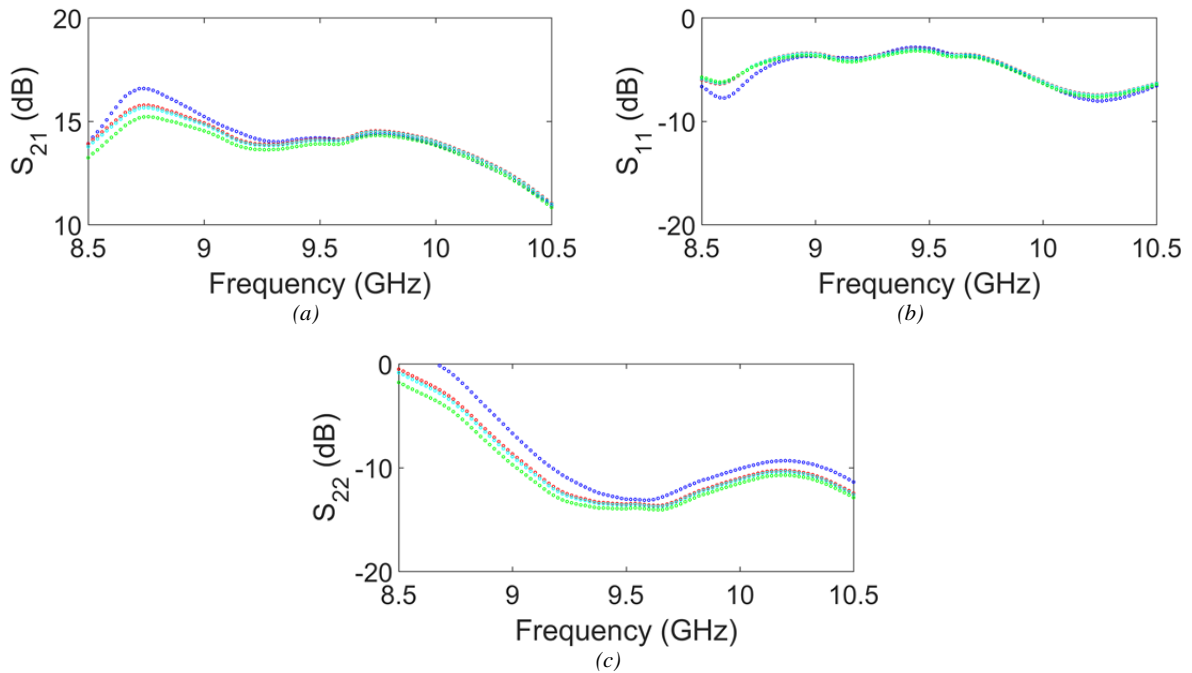 20
15
10
S21 (dB)
8.5 9 9.5 10 10.5
Frequency (GHz)
(a)
0
-10
-20
S11 (dB)
8.5 9 9.5 10 10.5
Frequency (GHz)
(b)
0
-10
-20
S22 (dB)
8.5 9 9.5 10 10.5
Frequency (GHz)
(c)